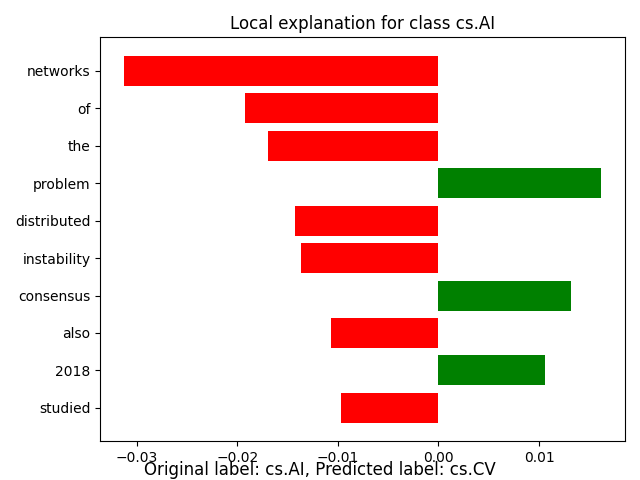 Local explanation for class cs.AI
networks
of
the
problem
distributed
instability
consensus
also
2018
studied
−0.03 −0.02 −0.01 0.00 0.01
Original label: cs.AI, Predicted label: cs.CV